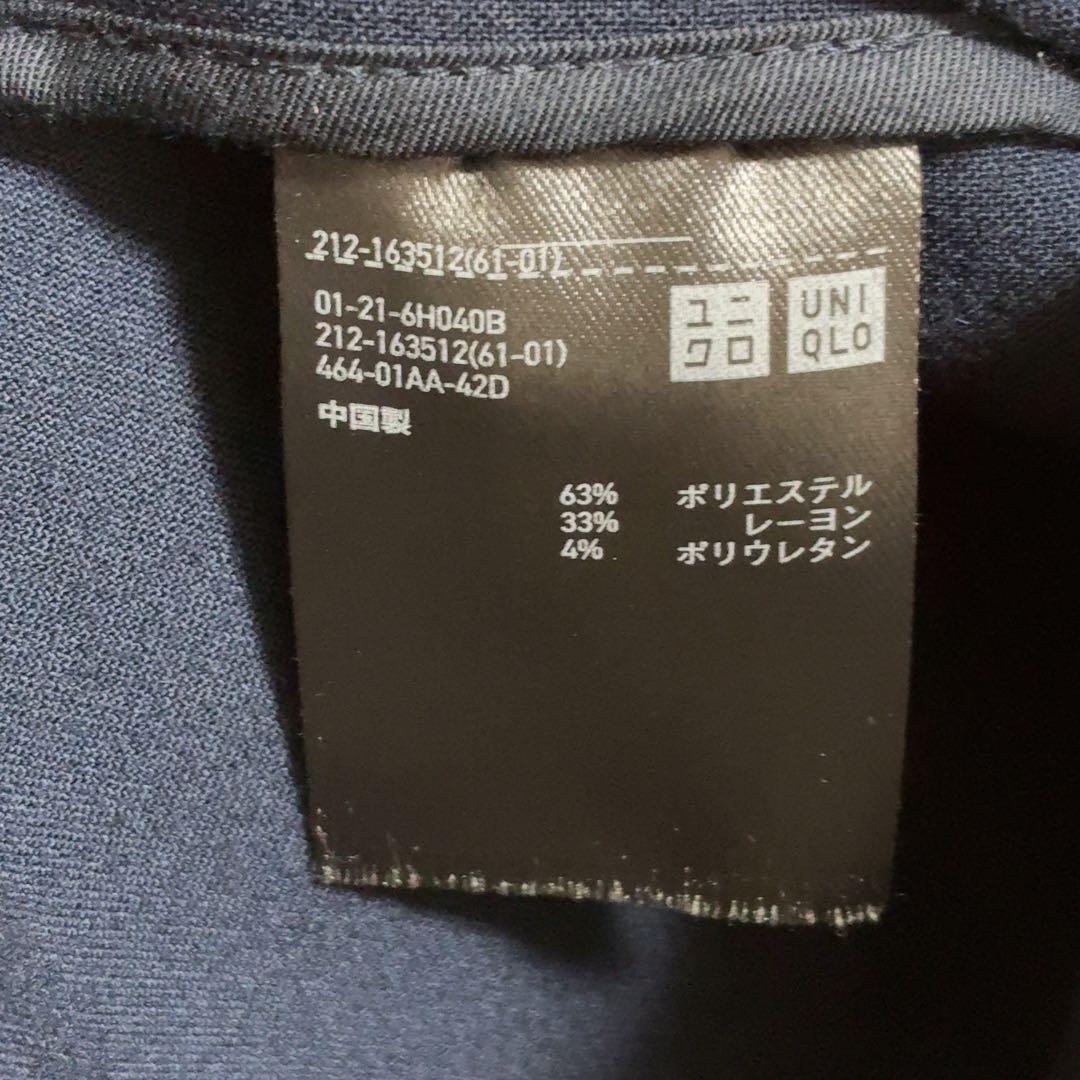 212-163512(61-01)
01-21-6H040B
212-163512(61-01)
464-01AA-42D
中国製
ユニ
クロ
UNI
QLO
63% ポリエステル
33% レーヨン
4% ポリウレタン